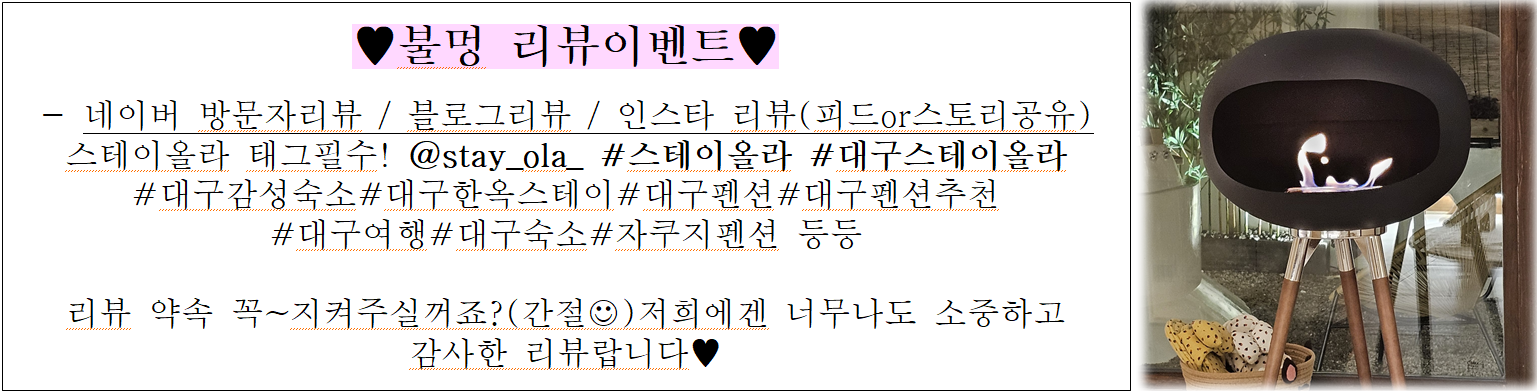 ♥불멍 리뷰이벤트♥
- 네이버 방문자리뷰 / 블로그리뷰 / 인스타 리뷰(피드or스토리공유)
스테이올라 태그필수! @stay_ola_ #스테이올라 #대구스테이올라
#대구감성숙소#대구한옥스테이#대구펜션#대구펜션추천
#대구여행#대구숙소#자쿠지펜션 등등
리뷰 약속 꼭~지켜주실꺼죠?(간절☺)저희에겐 너무나도 소중하고
감사한 리뷰랍니다♥